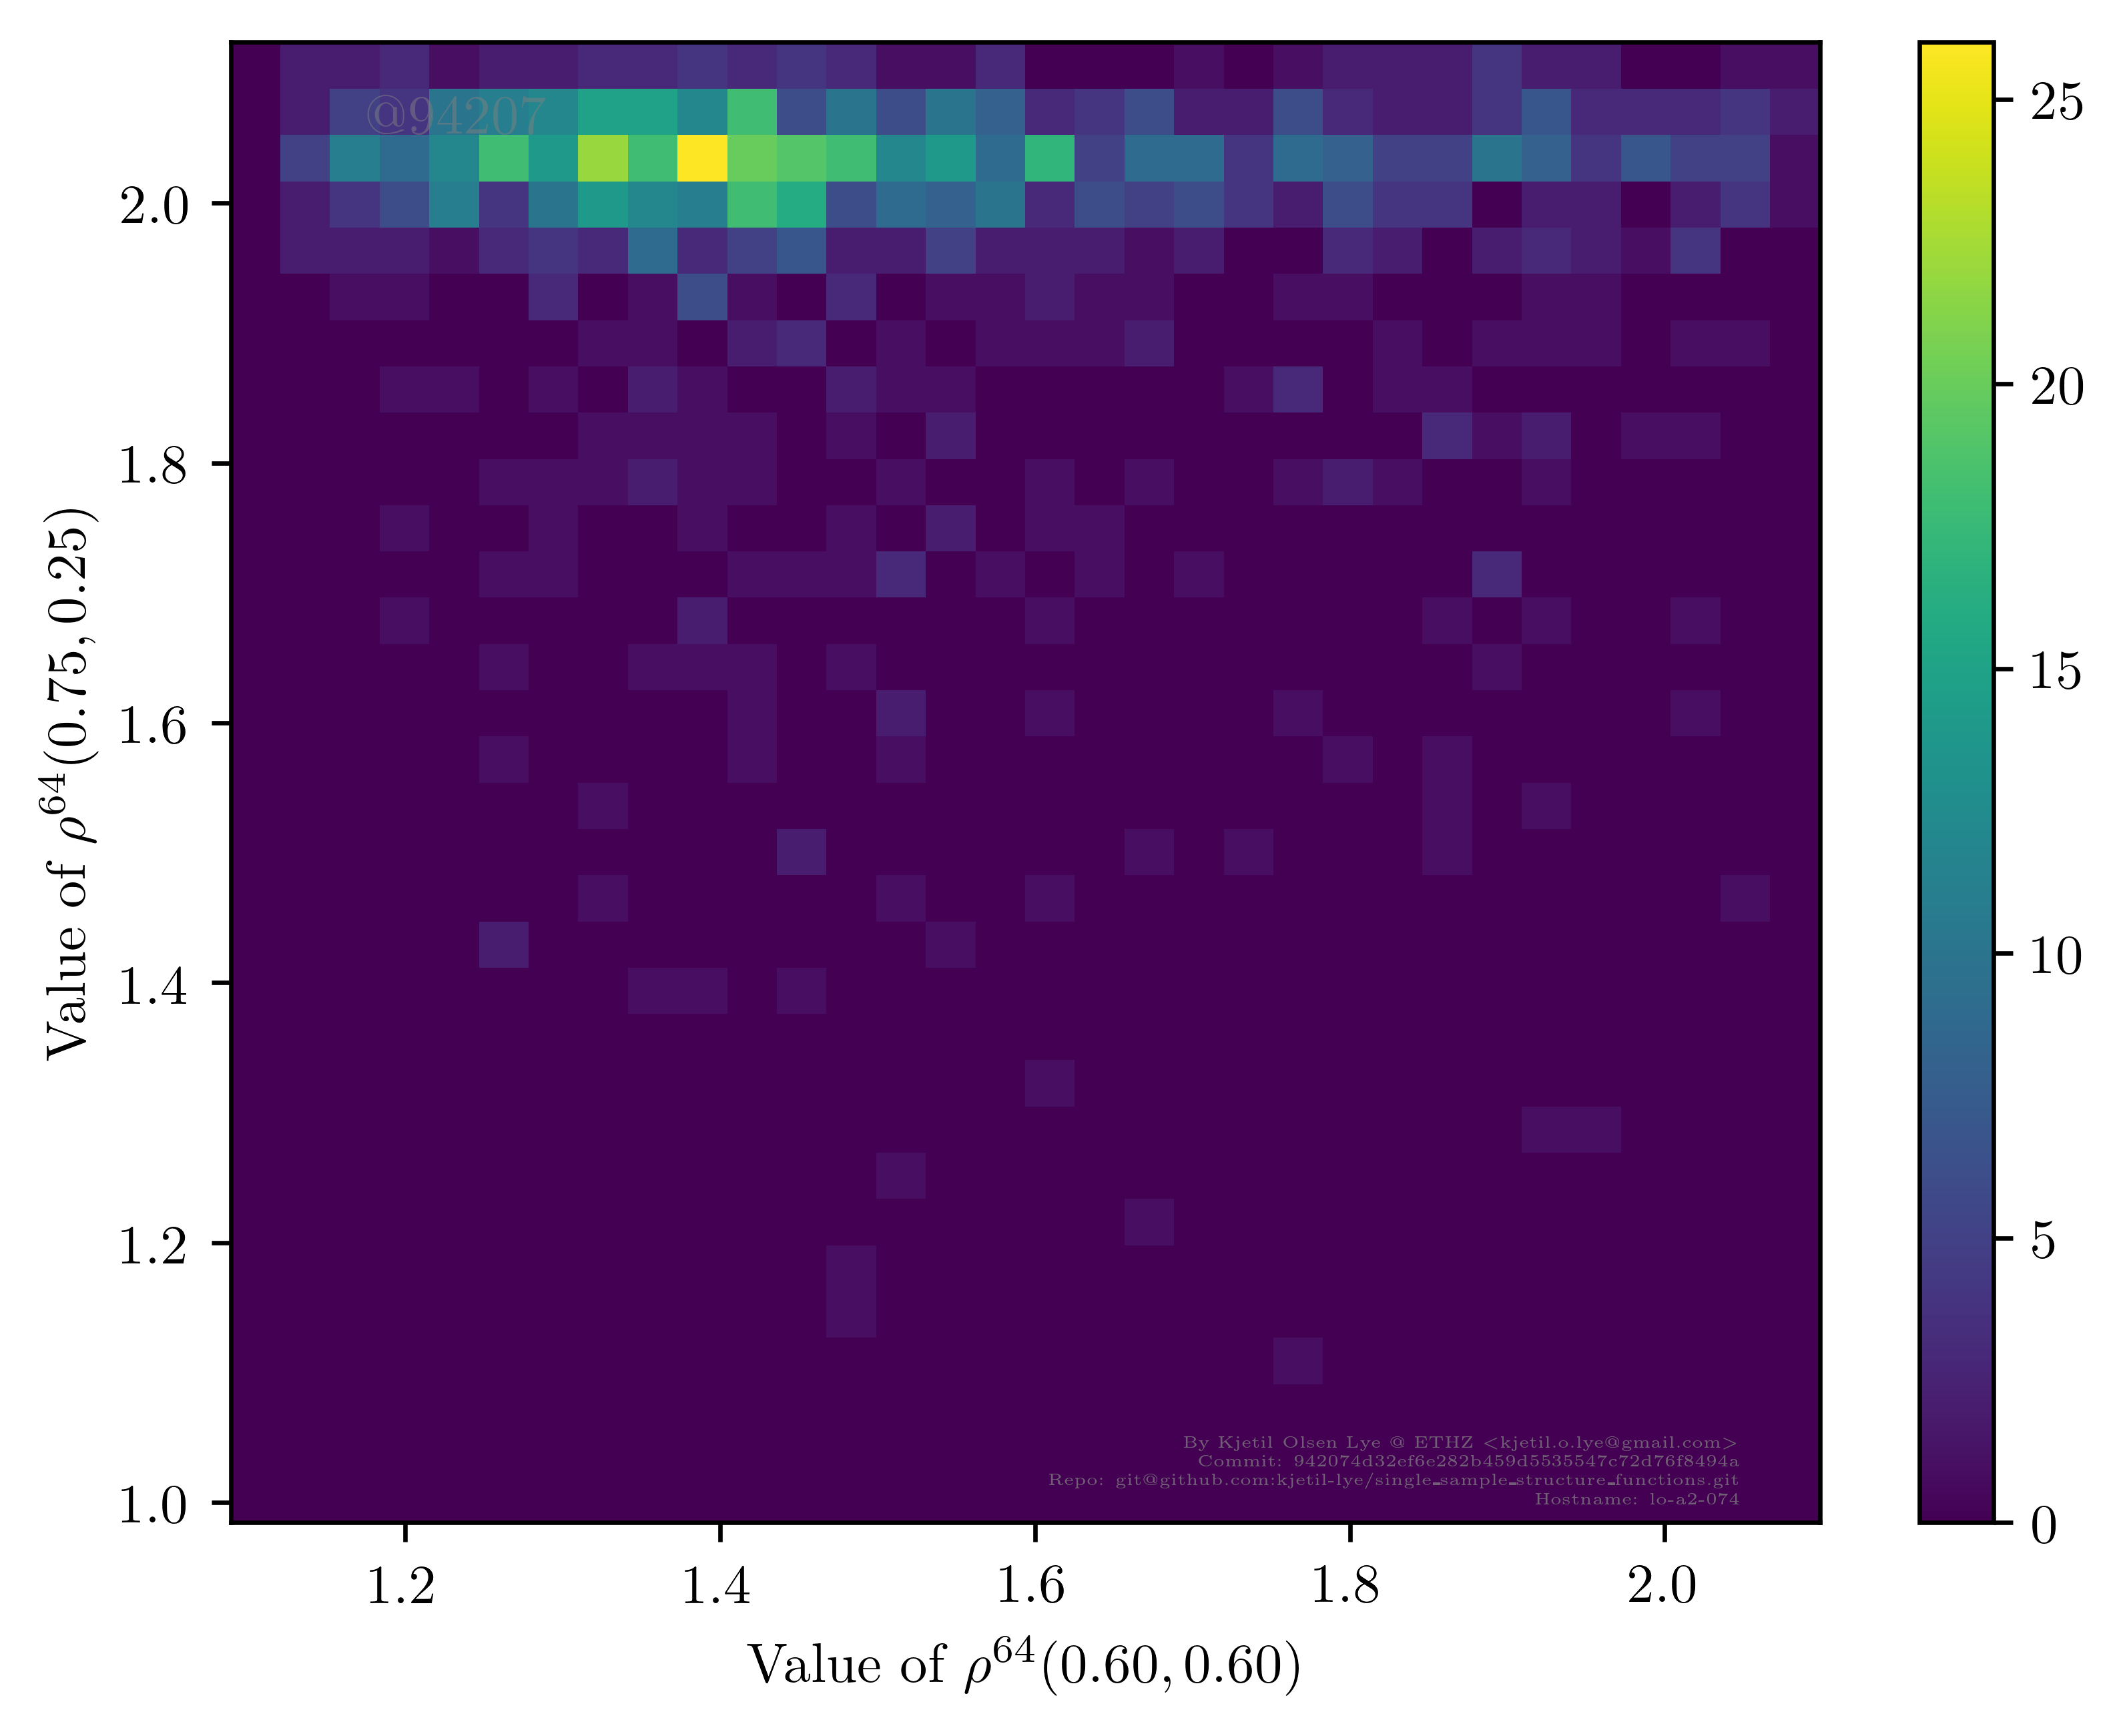 ©94207
25
20
15
10
5
0
2.0
1.8
1.6
1.4
1.2
1.0
Value of ρ^64(0.75, 0.25)
By Kjetil Olsen Lye @ ETHZ <kjetil.o.lye@gmail.com>
Commit: 942074d32ef6e282b459d5535547c72d76f8494a
Repo: git@github.com:kjetil-lye/single_sample_structure_functions.git
Hostname: lo-a2-074
1.2 1.4 1.6 1.8 2.0
Value of ρ^64(0.60, 0.60)